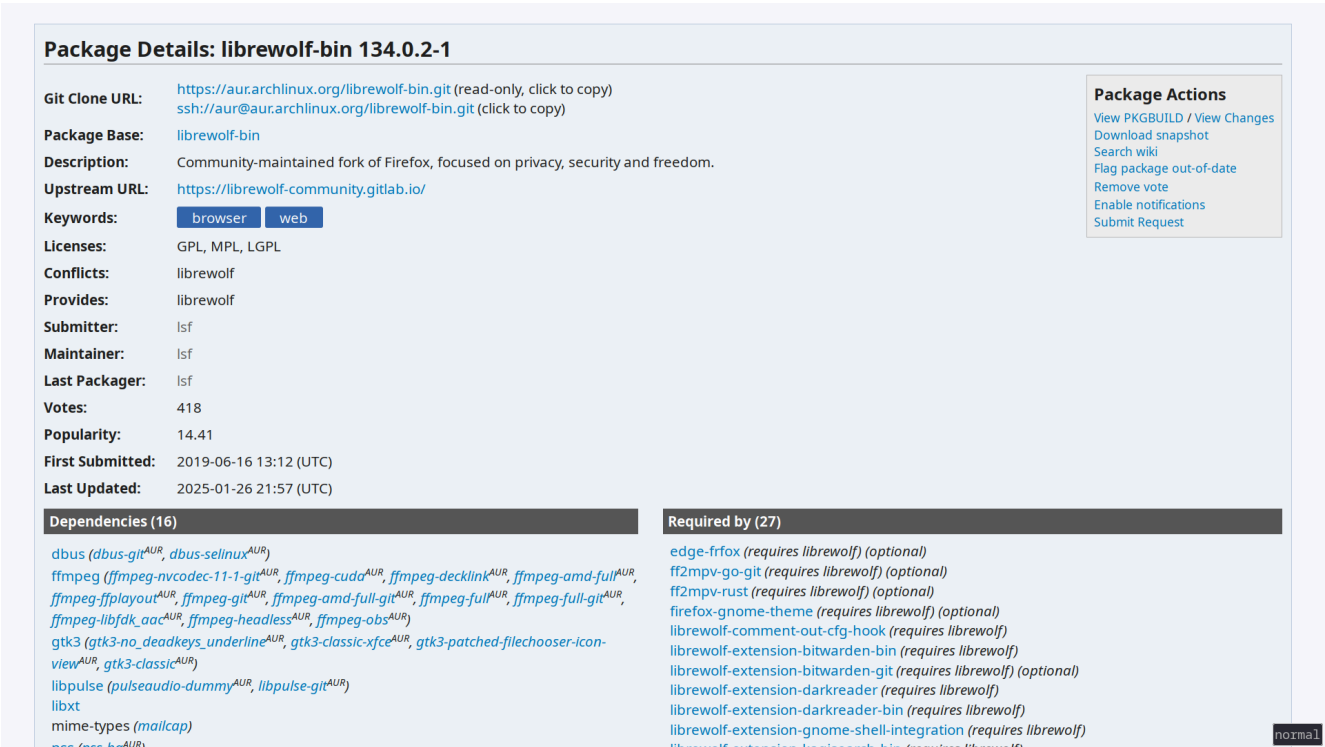 Package Details: librewolf-bin 134.0.2-1
Git Clone URL: https://aur.archlinux.org/librewolf-bin.git (read-only, click to copy)
ssh://aur@aur.archlinux.org/librewolf-bin.git (click to copy)
Package Base: librewolf-bin
Description: Community-maintained fork of Firefox, focused on privacy, security and freedom.
Upstream URL: https://librewolf-community.gitlab.io/
Keywords: browser web
Licenses: GPL, MPL, LGPL
Conflicts: librewolf
Provides: librewolf
Submitter: lsf
Maintainer: lsf
Last Packager: lsf
Votes: 418
Popularity: 14.41
First Submitted: 2019-06-16 13:12 (UTC)
Last Updated: 2025-01-26 21:57 (UTC)
Package Actions
View PKGBUILD / View Changes
Download snapshot
Search wiki
Flag package out-of-date
Remove vote
Enable notifications
Submit Request
Dependencies (16)
dbus (dbus-gitAUR, dbus-selinuxAUR)
ffmpeg (ffmpeg-nvcodec-11-1-gitAUR, ffmpeg-cudaAUR, ffmpeg-decklinkAUR, ffmpeg-amd-fullAUR,
ffmpeg-ffplayoutAUR, ffmpeg-gitAUR, ffmpeg-amd-full-gitAUR, ffmpeg-fullAUR, ffmpeg-full-gitAUR,
ffmpeg-libfdk_aacAUR, ffmpeg-headlessAUR, ffmpeg-obsAUR)
gtk3 (gtk3-no_deadkeys_underlineAUR, gtk3-classic-xfceAUR, gtk3-patched-filechooser-icon-
viewAUR, gtk3-classicAUR)
libpulse (pulseaudio-dummyAUR, libpulse-gitAUR)
libxt
mime-types (mailcap)
Required by (27)
edge-frfox (requires librewolf) (optional)
ff2mpv-go-git (requires librewolf) (optional)
ff2mpv-rust (requires librewolf) (optional)
firefox-gnome-theme (requires librewolf) (optional)
librewolf-comment-out-cfg-hook (requires librewolf)
librewolf-extension-bitwarden-bin (requires librewolf)
librewolf-extension-bitwarden-git (requires librewolf) (optional)
librewolf-extension-darkreader (requires librewolf)
librewolf-extension-darkreader-bin (requires librewolf)
librewolf-extension-gnome-shell-integration (requires librewolf)
normal